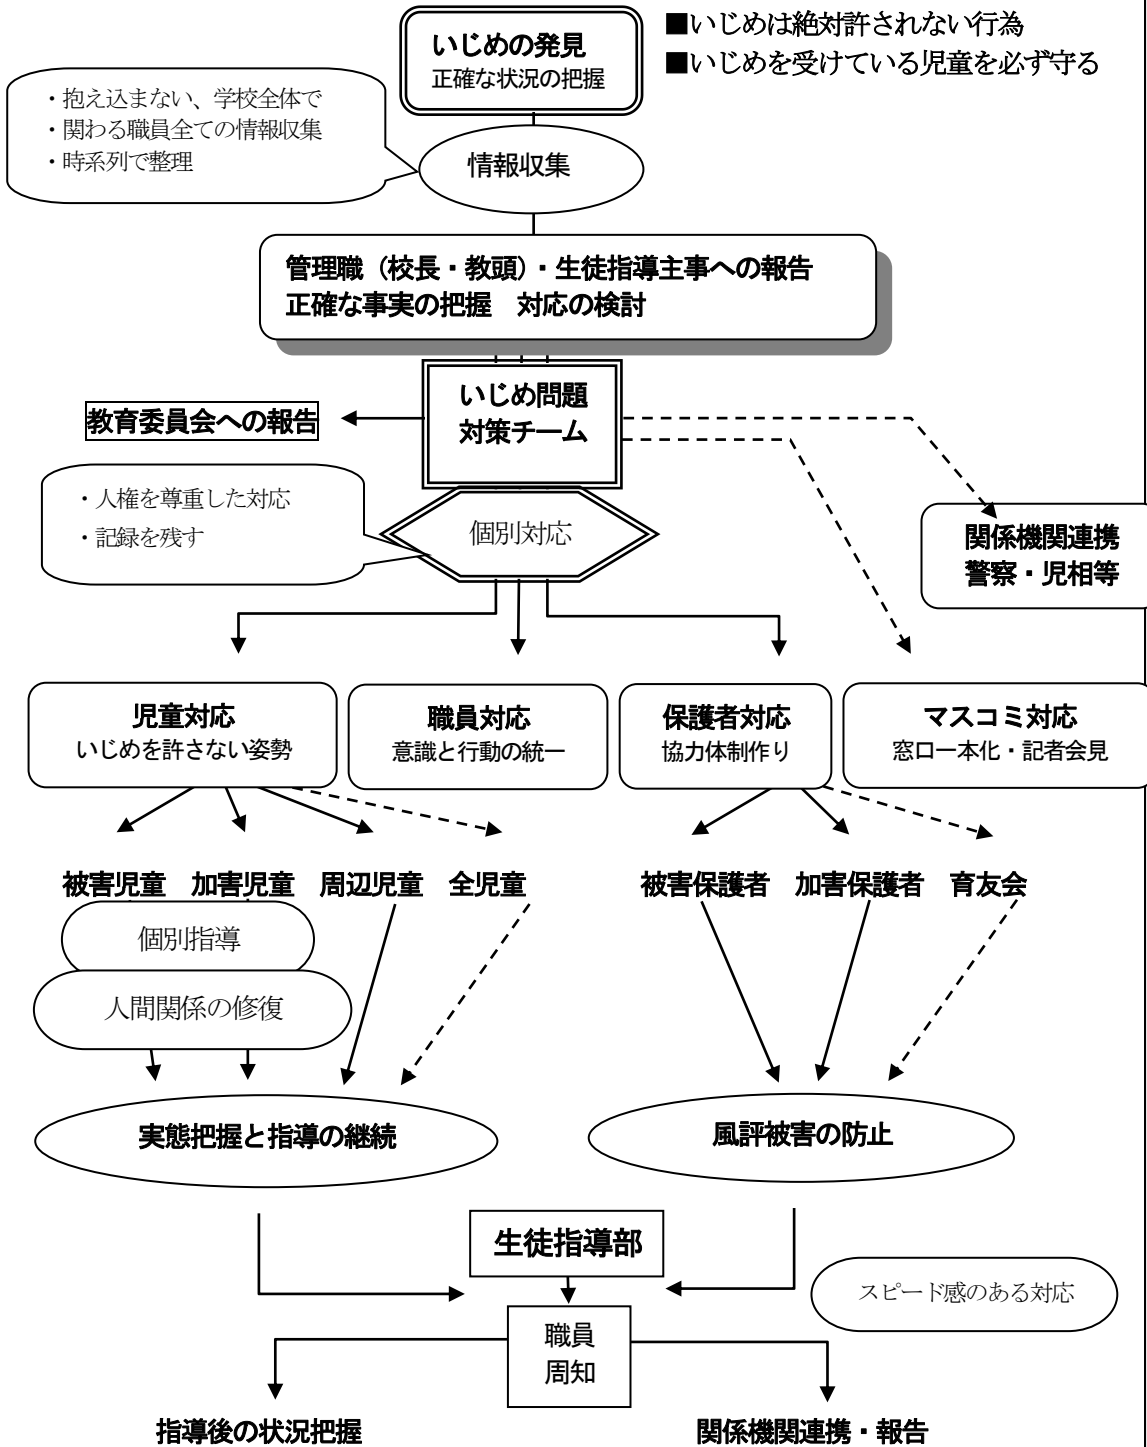 いじめの発見
正確な状況の把握
■いじめは絶対許されない行為
■いじめを受けている児童を必ず守る
・抱え込まない、学校全体で
・関わる職員全ての情報収集
・時系列で整理
情報収集
管理職（校長・教頭）・生徒指導主事への報告
正確な事実の把握　対応の検討
いじめ問題
対策チーム
教育委員会への報告
・人権を尊重した対応
・記録を残す
個別対応
関係機関連携
警察・児相等
児童対応
いじめを許さない姿勢
職員対応
意識と行動の統一
保護者対応
協力体制作り
マスコミ対応
窓口一本化・記者会見
被害児童　加害児童　周辺児童　全児童
被害保護者　加害保護者　育友会
個別指導
人間関係の修復
実態把握と指導の継続
風評被害の防止
生徒指導部
スピード感のある対応
職員
周知
指導後の状況把握
関係機関連携・報告